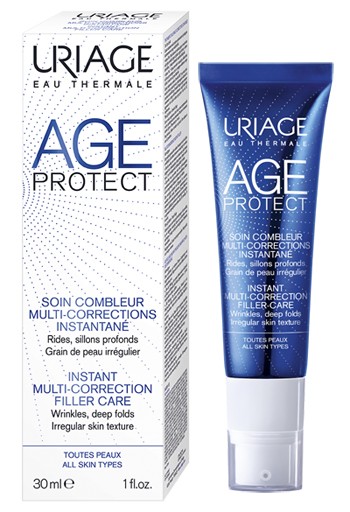 URIAGE
EAU THERMALE
AGE
PROTECT
SOIN COMBLEUR
MULTI-CORRECTIONS
INSTANTANÉ
Rides, sillons profonds
Grain de peau irrégulier
INSTANT
MULTI-CORRECTION
FILLER CARE
Wrinkles, deep folds
Irregular skin texture
TOUTES PEAUX
ALL SKIN TYPES
30 ml e 1 fl.oz.
URIAGE
EAU THERMALE
AGE
PROTECT
SOIN COMBLEUR
MULTI-CORRECTIONS
INSTANTANÉ
Rides, sillons profonds
Grain de peau irrégulier
INSTANT
MULTI-CORRECTION
FILLER-CARE
Wrinkles, deep folds
Irregular skin texture
TOUTES PEAUX
ALL SKIN TYPES